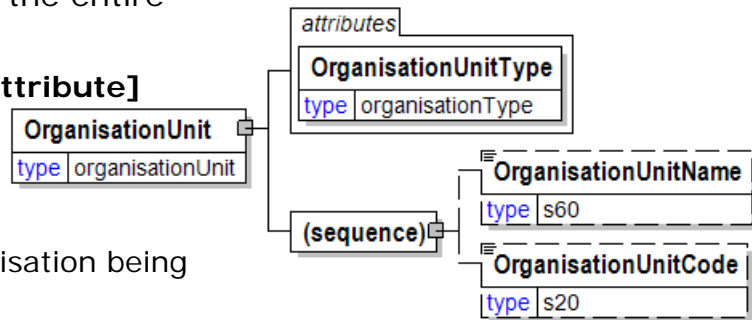 the entire
attributes
OrganisationUnitType
type organisationType
ttribute]
OrganisationUnit
type organisationUnit
OrganisationUnitName
type s60
(sequence)
isation being
OrganisationUnitCode
type s20